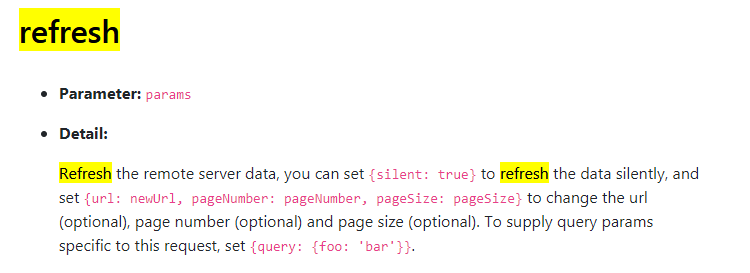 refresh
Parameter: params
Detail:
Refresh the remote server data, you can set {silent: true} to refresh the data silently, and
set {url: newUrl, pageNumber: pageNumber, pageSize: pageSize} to change the url
(optional), page number (optional) and page size (optional). To supply query params
specific to this request, set {query: {foo: 'bar'}}.